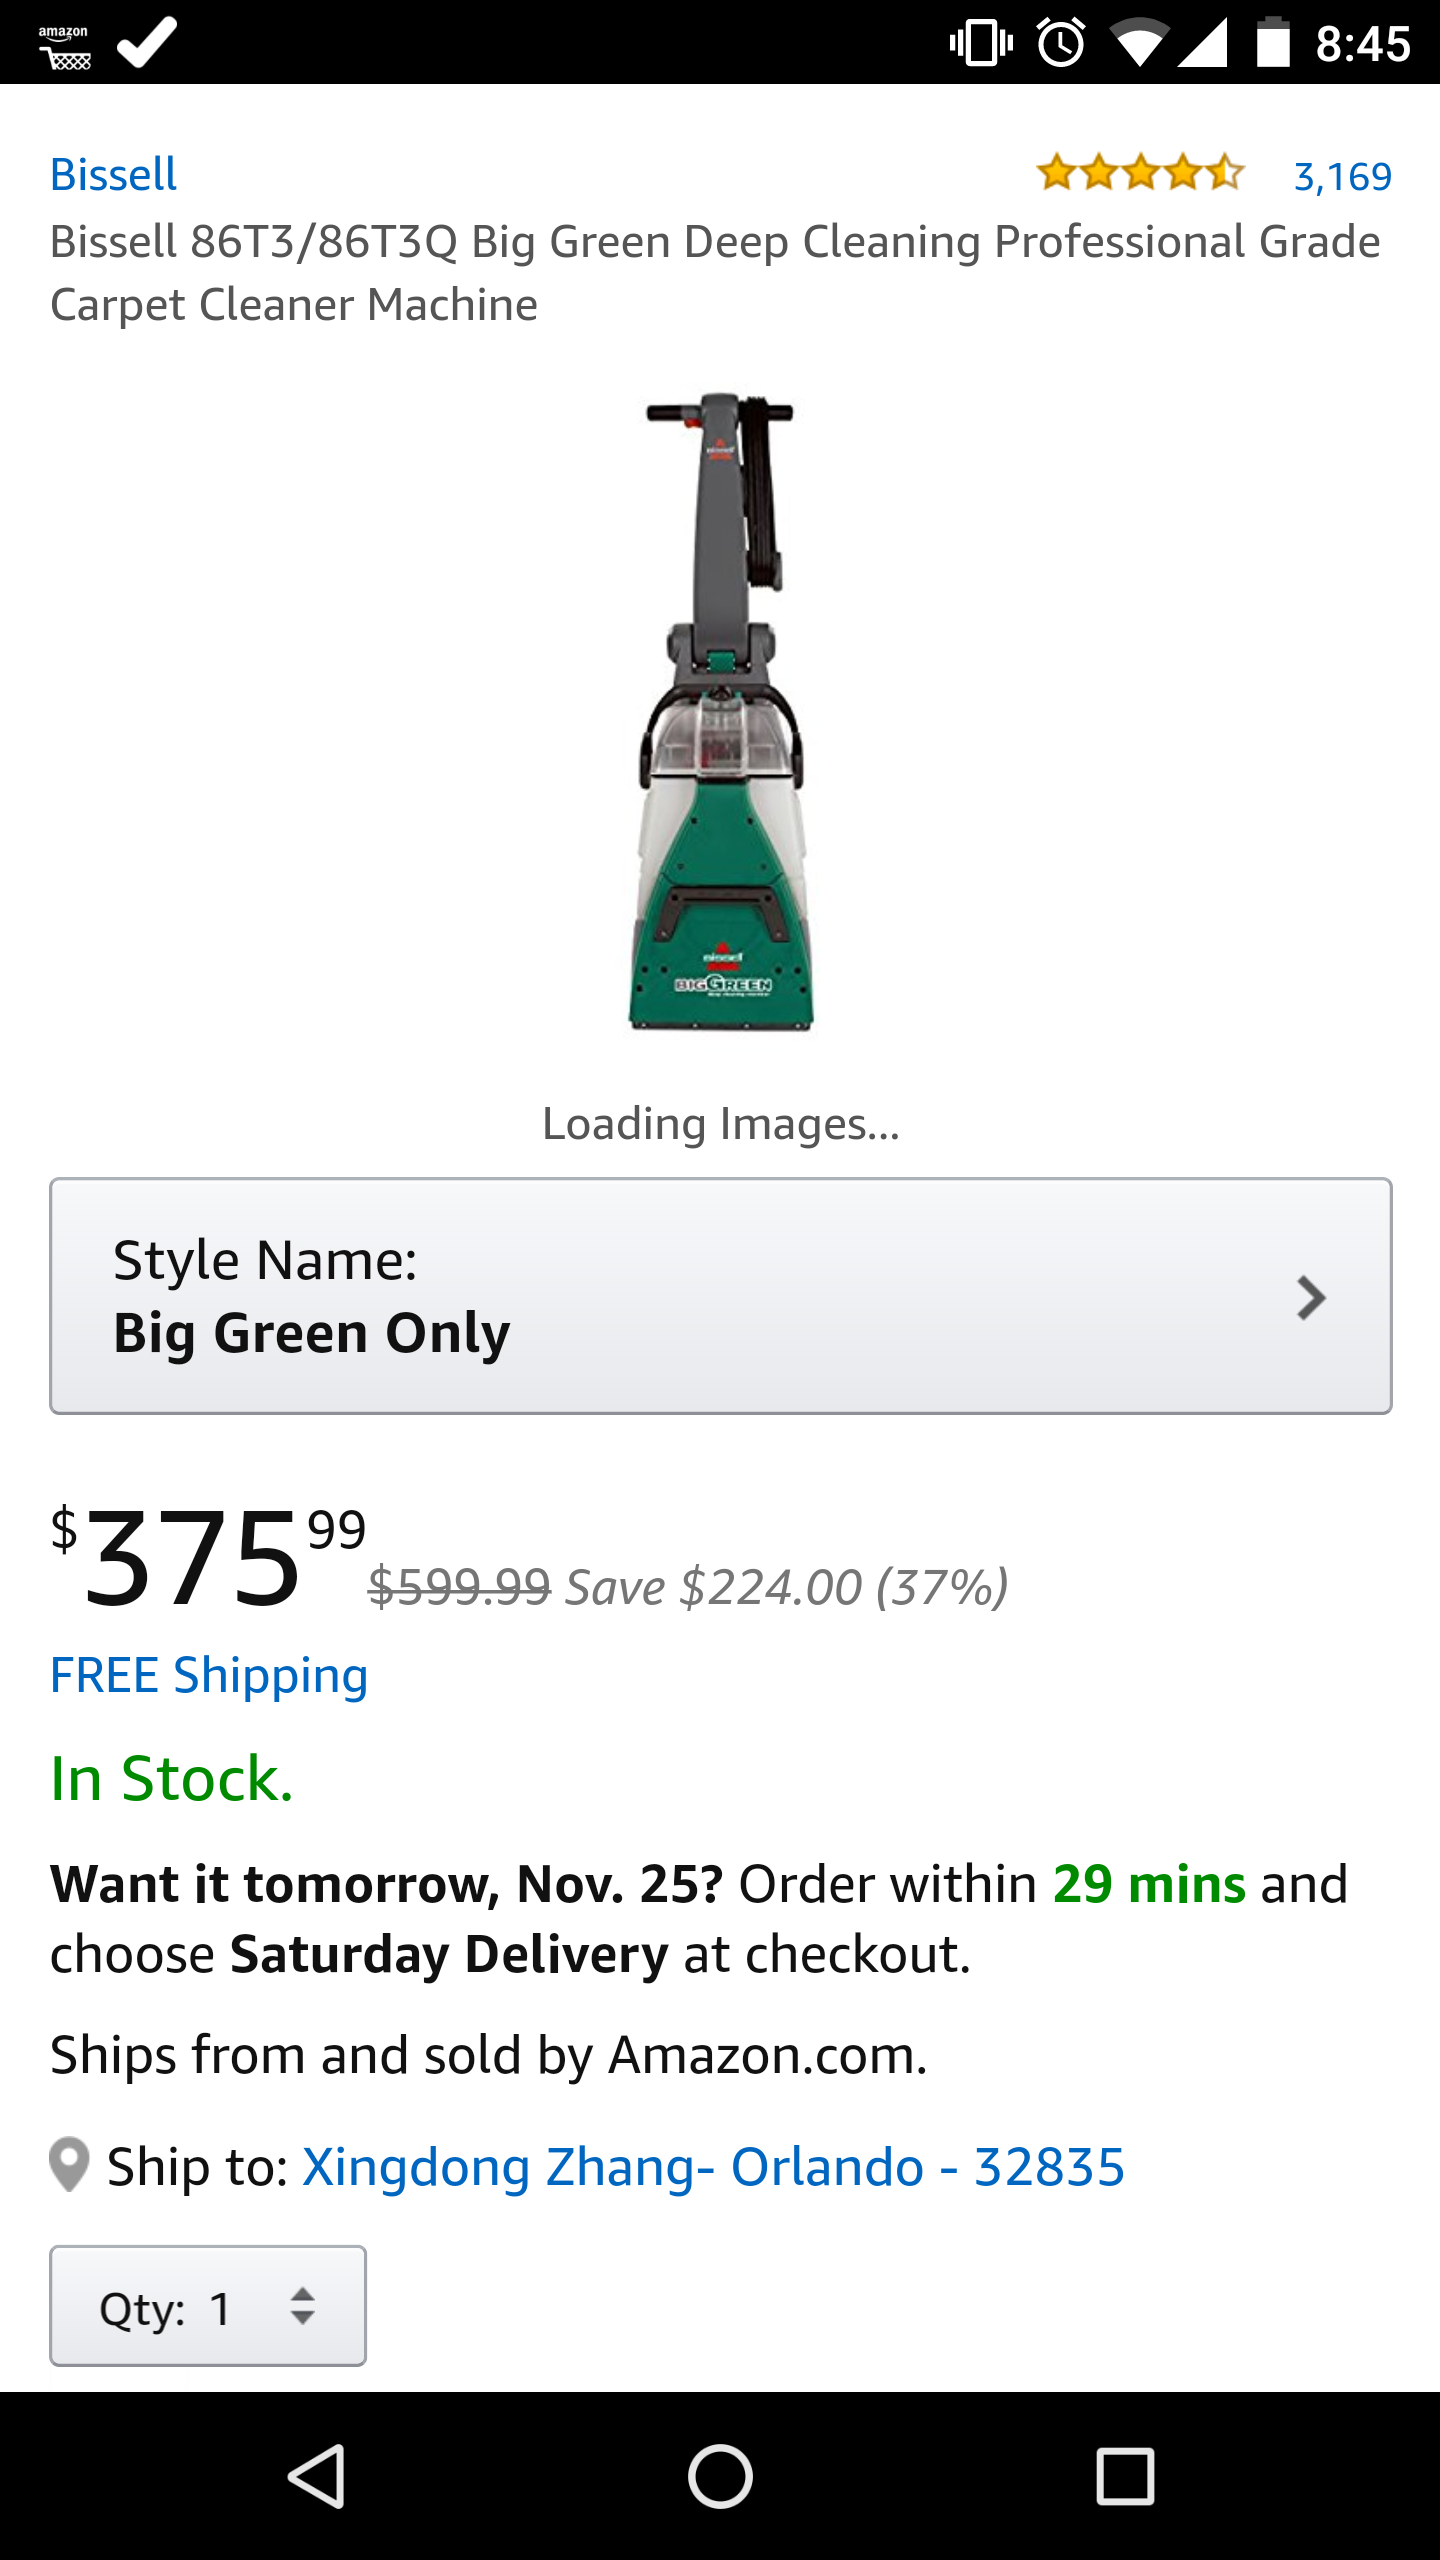 amazon
8:45
Bissell
3,169
Bissell 86T3/86T3Q Big Green Deep Cleaning Professional Grade
Carpet Cleaner Machine
BISSELL
BIGGREEN
Loading Images...
Style Name:
Big Green Only
$375 99
$599.99 Save $224.00 (37%)
FREE Shipping
In Stock.
Want it tomorrow, Nov. 25? Order within 29 mins and
choose Saturday Delivery at checkout.
Ships from and sold by Amazon.com.
Ship to: Xingdong Zhang- Orlando - 32835
Qty: 1